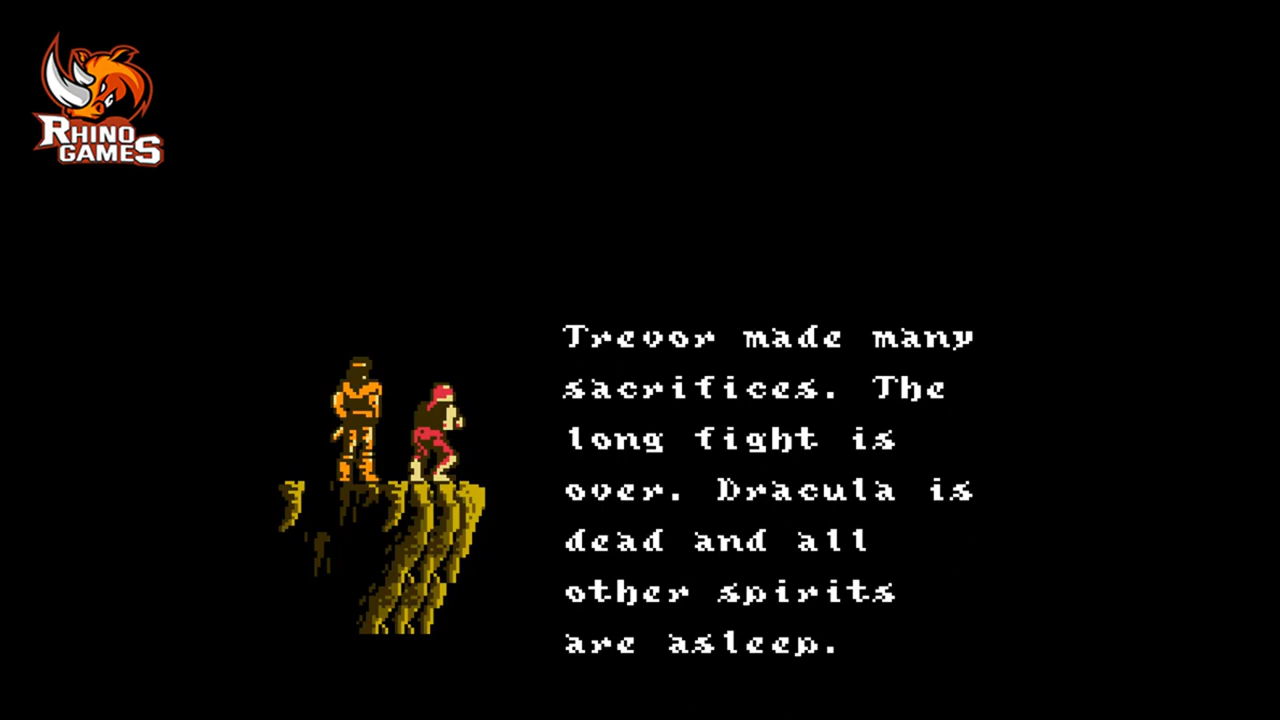 RHINO
GAMES
Trevor made many
sacrifices. The
long fight is
over. Dracula is
dead and all
other spirits
are asleep.